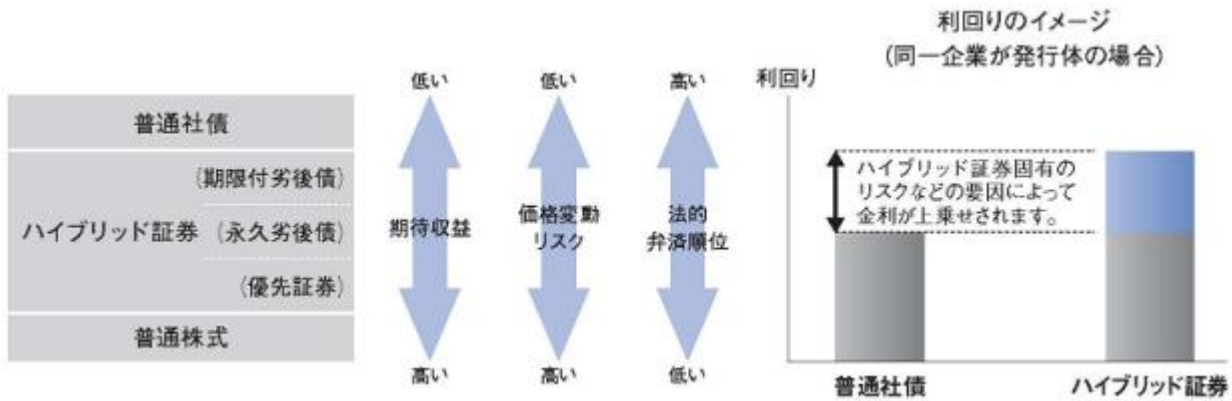 普通社債
ハイブリッド証券
(期限付劣後債)
(永久劣後債)
(優先証券)
普通株式
低い
期待収益
高い
低い
価格変動
リスク
高い
高い
法的
弁済順位
低い
利回りのイメージ
(同一企業が発行体の場合)
利回り
ハイブリッド証券固有の
リスクなどの要因によって
金利が上乗せされます。
普通社債
ハイブリッド証券